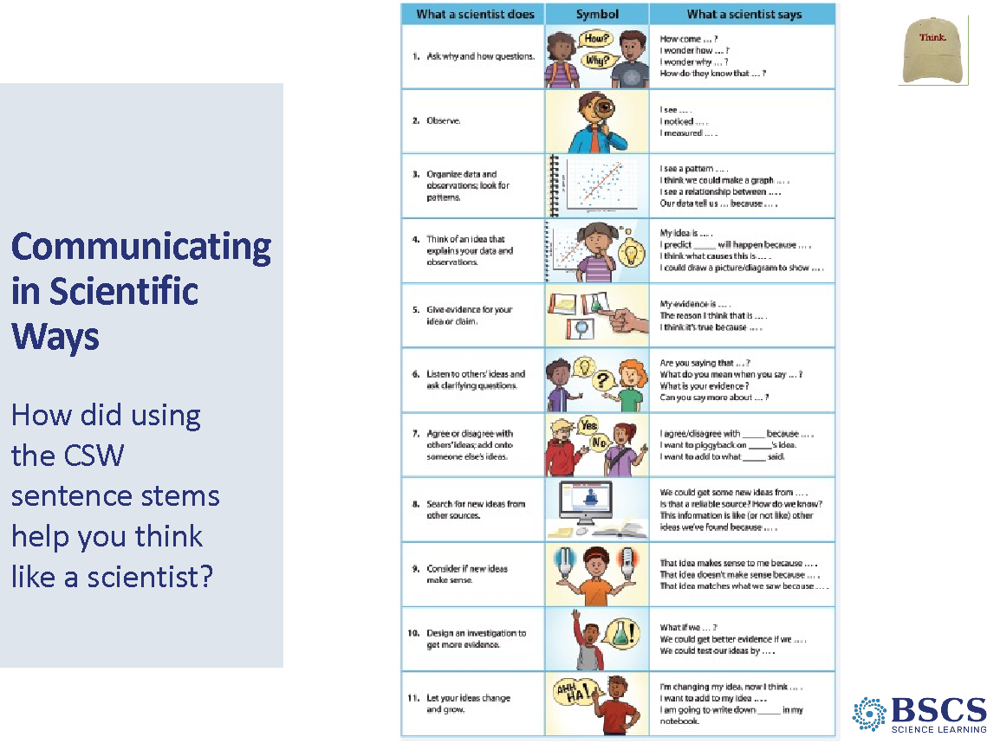 Communicating
in Scientific
Ways
How did using
the CSW
sentence stems
help you think
like a scientist?
What a scientist does
Symbol
What a scientist says
1. Ask why and how questions.
How?
Why?
How come ... ?
I wonder how ... ?
I wonder why ... ?
How do they know that ... ?
2. Observe.
I see ... .
I noticed ... .
I measured ... .
3. Organize data and
observations; look for
patterns.
I see a pattern ... .
I think we could make a graph ... .
I see a relationship between ... .
Our data tell us ... because ... .
4. Think of an idea that
explains your data and
observations.
My idea is ... .
I predict _____ will happen because ... .
I think what causes this is ... .
I could draw a picture/diagram to show ... .
5. Give evidence for your
idea or claim.
My evidence is ... .
The reason I think that is ... .
I think it's true because ... .
6. Listen to others' ideas and
ask clarifying questions.
?
Are you saying that ... ?
What do you mean when you say ... ?
What is your evidence?
Can you say more about ... ?
7. Agree or disagree with
others' ideas; add onto
someone else's ideas.
Yes
No
I agree/disagree with _____ because ... .
I want to piggyback on _____'s idea.
I want to add to what _____ said.
8. Search for new ideas from
other sources.
We could get some new ideas from ... .
Is that a reliable source? How do we know?
This information is like (or not like) other
ideas we've found because ... .
9. Consider if new ideas
make sense.
That idea makes sense to me because ... .
That idea doesn't make sense because ... .
That idea matches what we saw because ... .
10. Design an investigation to
get more evidence.
!
What if we ... ?
We could get better evidence if we ... .
We could test our ideas by ... .
11. Let your ideas change
and grow.
AHH
HA!
I'm changing my idea, now I think ... .
I want to add to my idea ... .
I am going to write down _____ in my
notebook.
Think.
BSCS
SCIENCE LEARNING